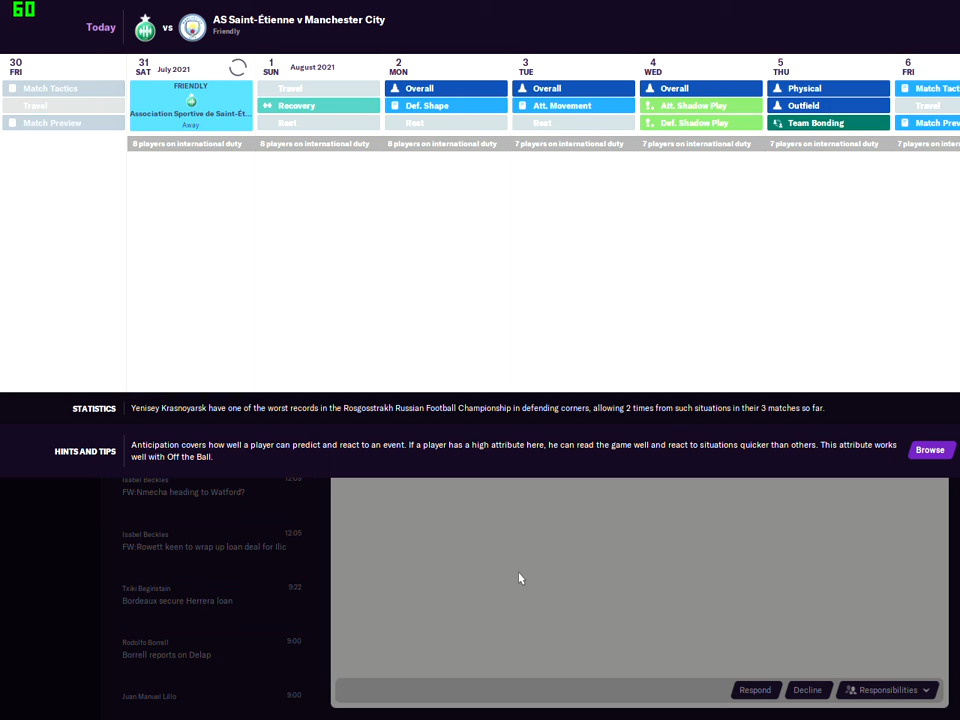 60
Today
vs
AS Saint-Étienne v Manchester City
Friendly
30
FRI
31
SAT July 2021
1
SUN August 2021
2
MON
3
TUE
4
WED
5
THU
6
FRI
Match Tactics
Travel
Match Preview
FRIENDLY
Association Sportive de Saint-Ét...
Away
Travel
Recovery
Rest
Overall
Def. Shape
Rest
Overall
Att. Movement
Rest
Overall
Att. Shadow Play
Def. Shadow Play
Physical
Outfield
Team Bonding
Match Tact
Travel
Match Prev
8 players on international duty
8 players on international duty
8 players on international duty
7 players on international duty
7 players on international duty
7 players on international duty
7 players on intern
STATISTICS
Yenisey Krasnoyarsk have one of the worst records in the Rosgosstrakh Russian Football Championship in defending corners, allowing 2 times from such situations in their 3 matches so far.
HINTS AND TIPS
Anticipation covers how well a player can predict and react to an event. If a player has a high attribute here, he can read the game well and react to situations quicker than others. This attribute works
well with Off the Ball.
Browse
Isabel Beckles 12:09
FW:Nmecha heading to Watford?
Isabel Beckles 12:05
FW:Rowett keen to wrap up loan deal for Ilic
Txiki Begiristain 9:22
Bordeaux secure Herrera loan
Rodolfo Borrell 9:00
Borrell reports on Delap
Juan Manuel Lillo 9:00
Respond
Decline
Responsibilities